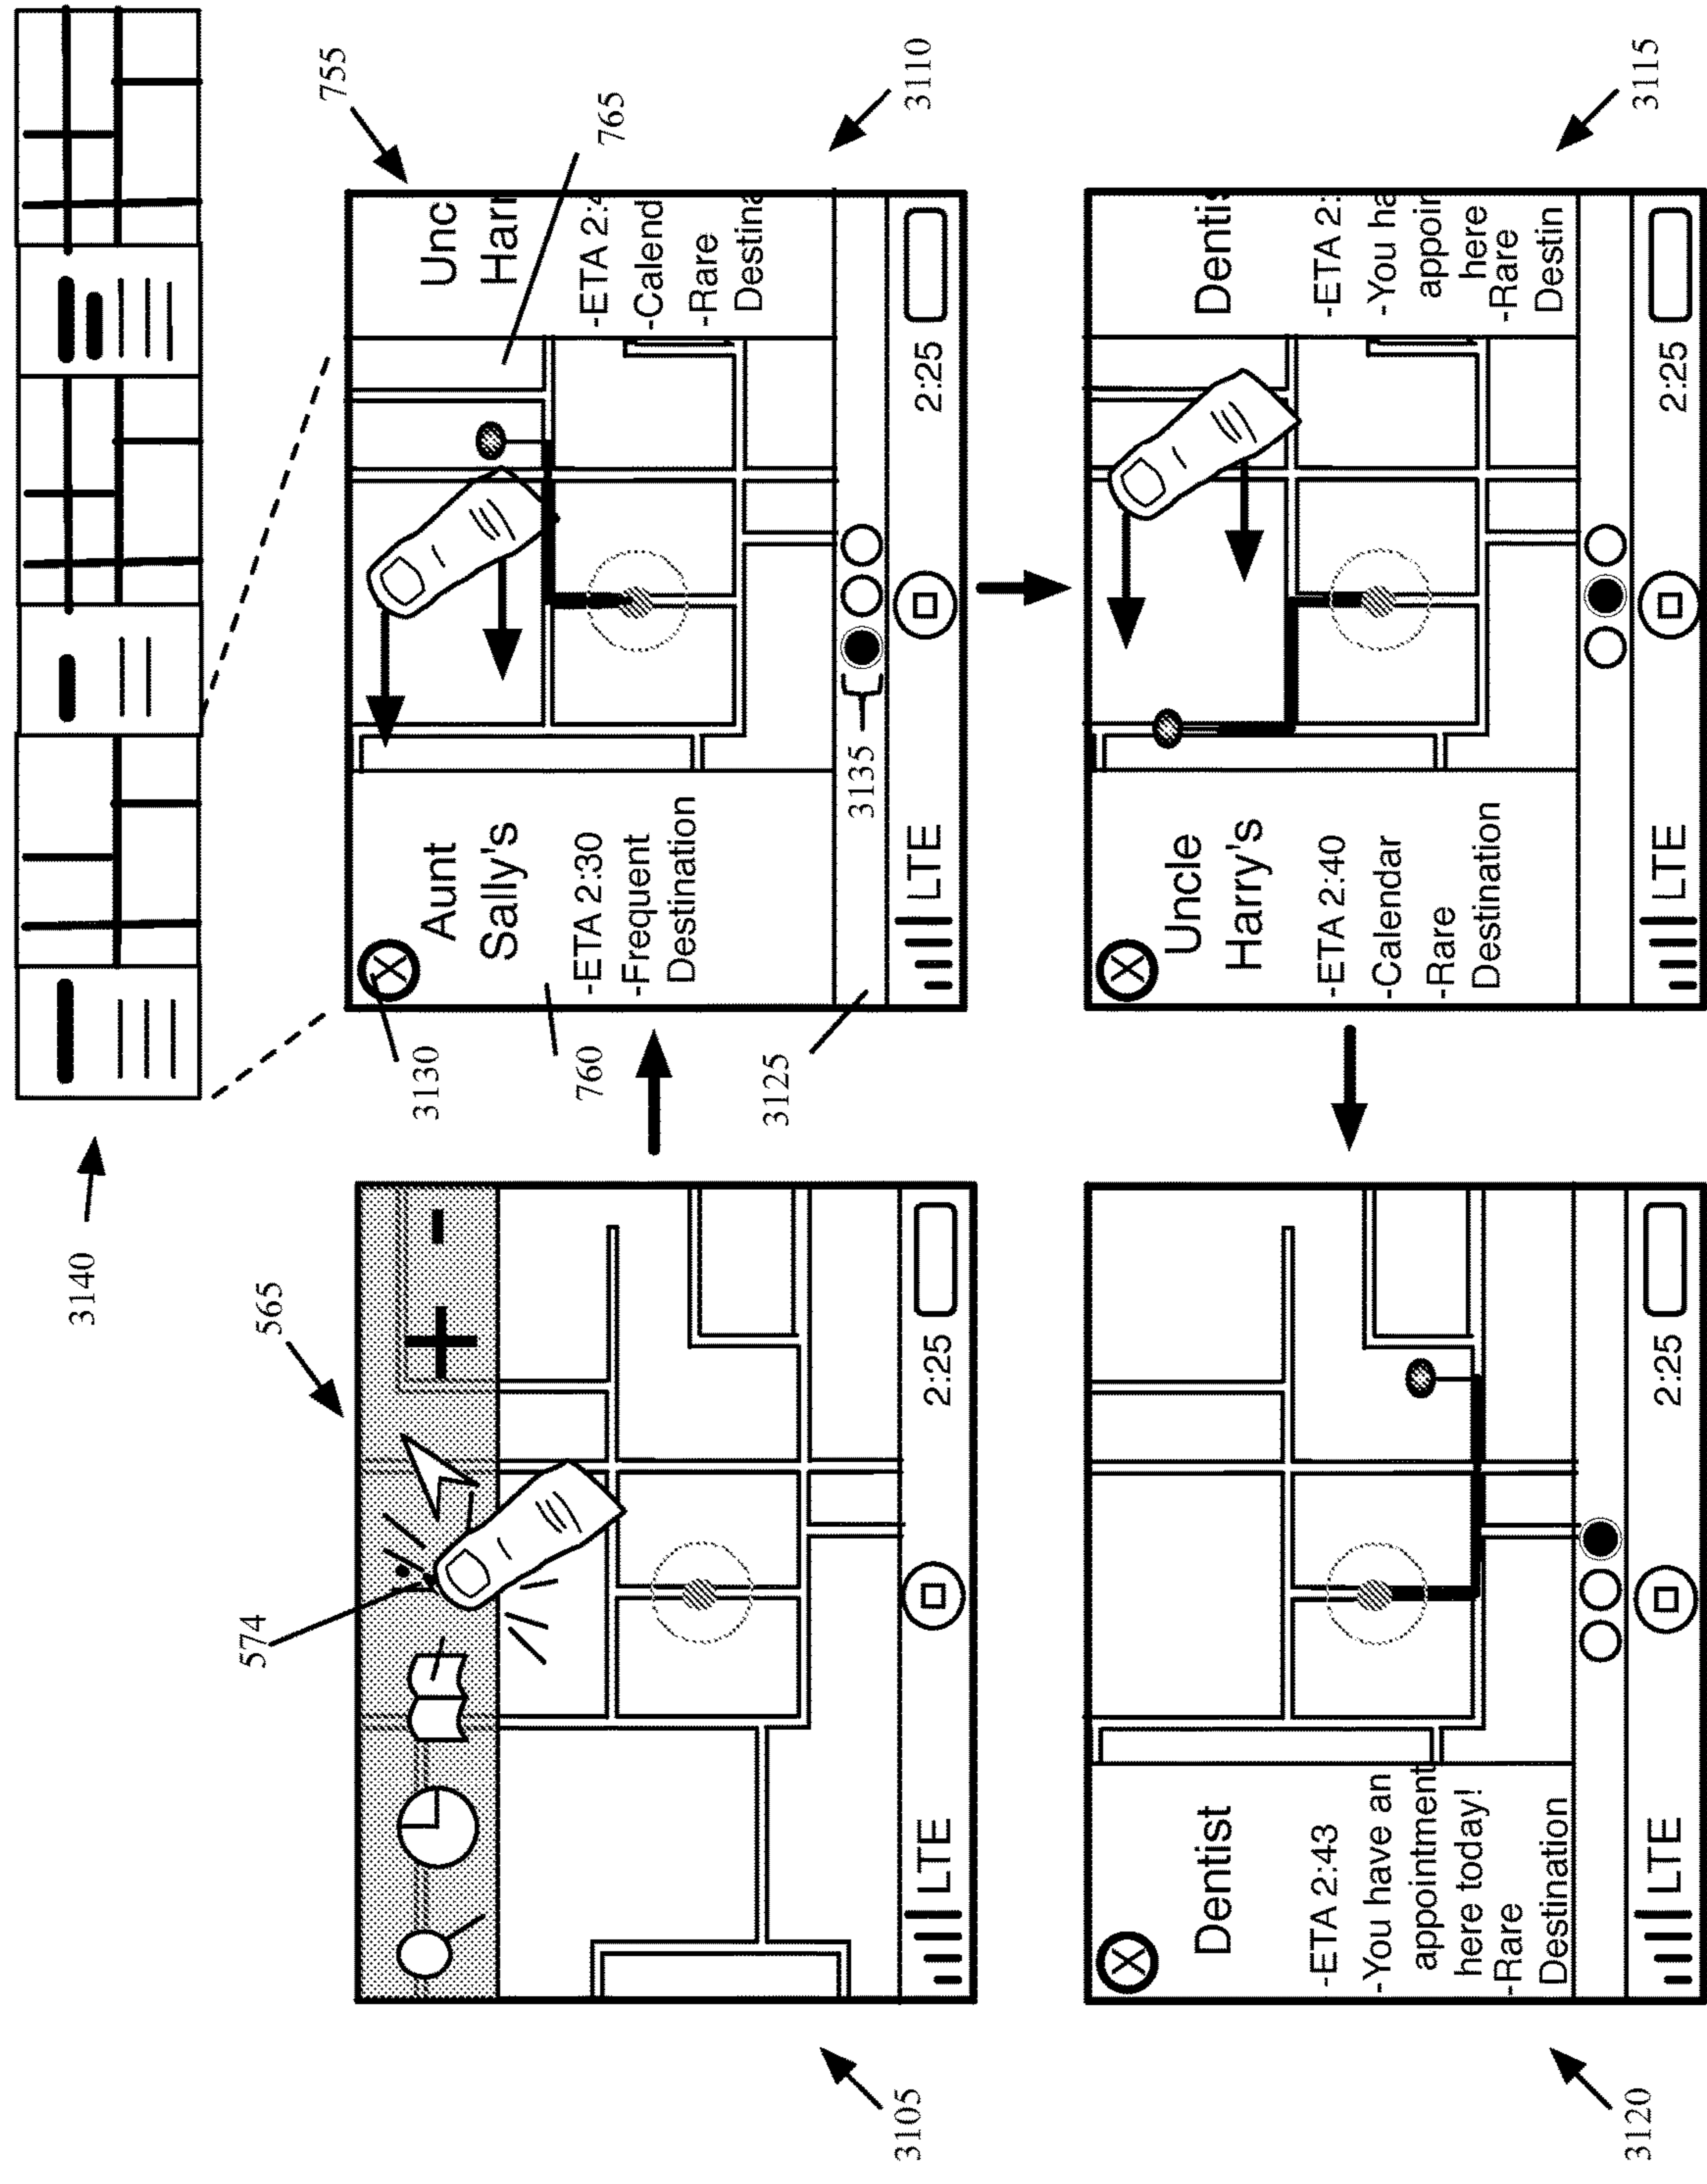 3140
565
574
LTE
2:25
3105
755
3130
Aunt
Sally's
-ETA 2:30
-Frequent
Destination
760
765
Unc
Harr
-ETA 2:4
-Calend
-Rare
Destina
3125
3135
LTE
2:25
3110
X
Dentist
-ETA 2:43
-You have an
appointment
here today!
-Rare
Destination
LTE
2:25
3120
X
Uncle
Harry's
-ETA 2:40
-Calendar
-Rare
Destination
Dentis
-ETA 2:
-You ha
appoin
here
-Rare
Destin
LTE
2:25
3115